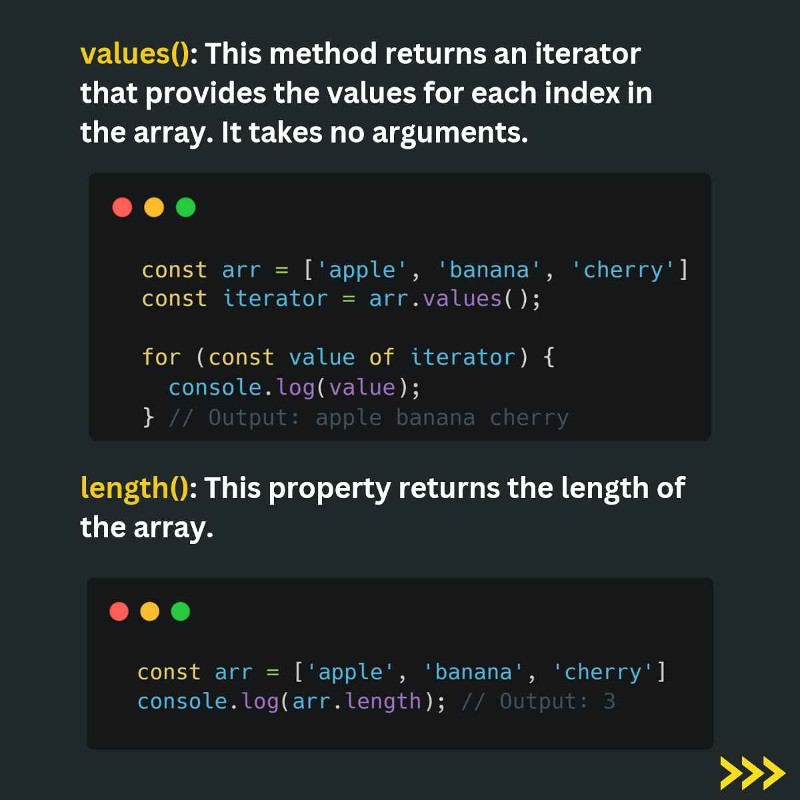 values(): This method returns an iterator
that provides the values for each index in
the array. It takes no arguments.
const arr = ['apple', 'banana', 'cherry']
const iterator = arr.values();
for (const value of iterator) {
  console.log(value);
} // Output: apple banana cherry
length(): This property returns the length of
the array.
const arr = ['apple', 'banana', 'cherry']
console.log(arr.length); // Output: 3